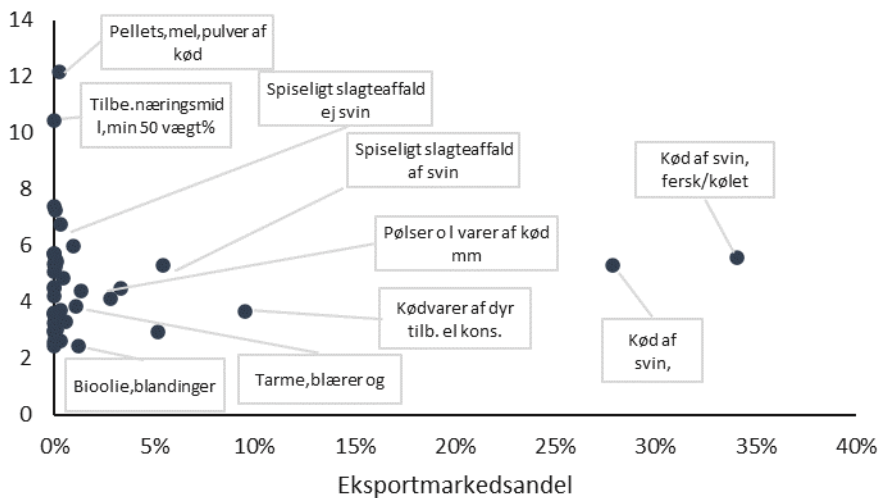 14
12
10
8
6
4
2
0
Pellets,mel,pulver af
kød
Tilbe.næringsmid
l,min 50 vægt%
Spiseligt slagteaffald
ej svin
Spiseligt slagteaffald
af svin
Kød af svin,
fersk/kølet
Pølser o l varer af kød
mm
Kødvarer af dyr
tilb. el kons.
Kød af
svin,
Bioolie,blandinger
Tarme,blærer og
0% 5% 10% 15% 20% 25% 30% 35% 40%
Eksportmarkedsandel